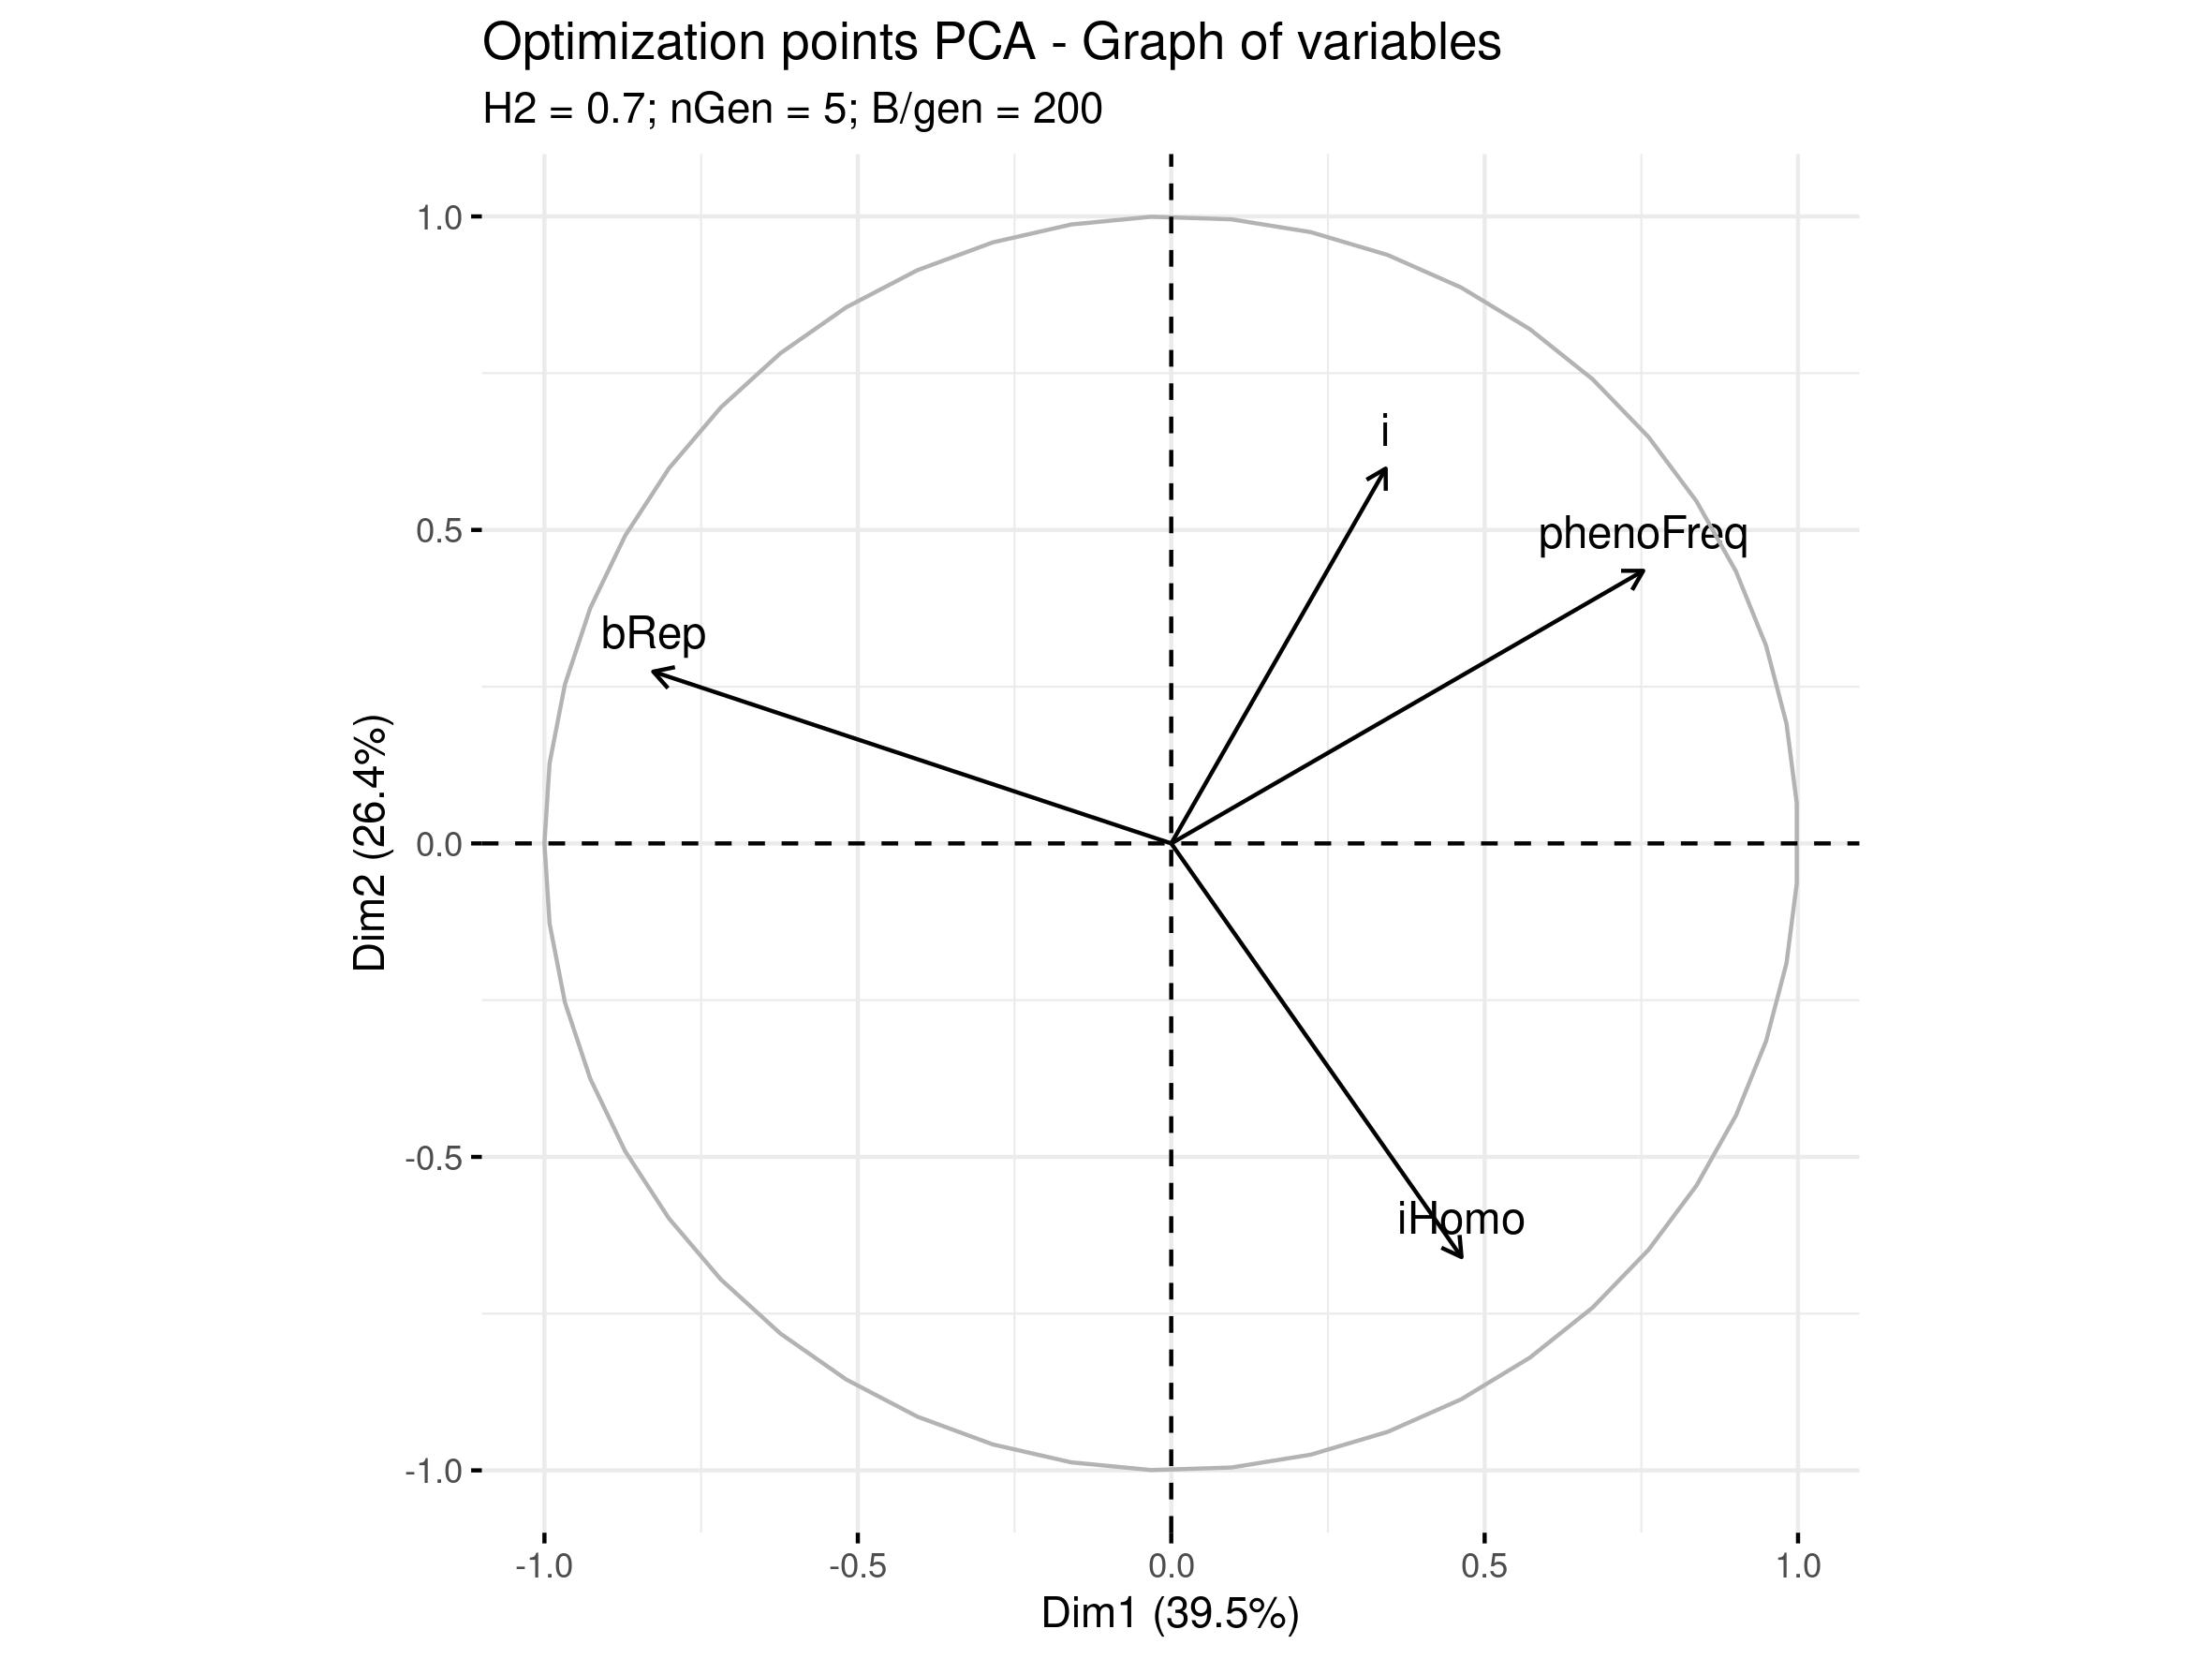 Optimization points PCA - Graph of variables
H2 = 0.7; nGen = 5; B/gen = 200
1.0
0.5
0.0
-0.5
-1.0
Dim2 (26.4%)
i
phenoFreq
bRep
iHomo
-1.0
-0.5
0.0
0.5
1.0
Dim1 (39.5%)